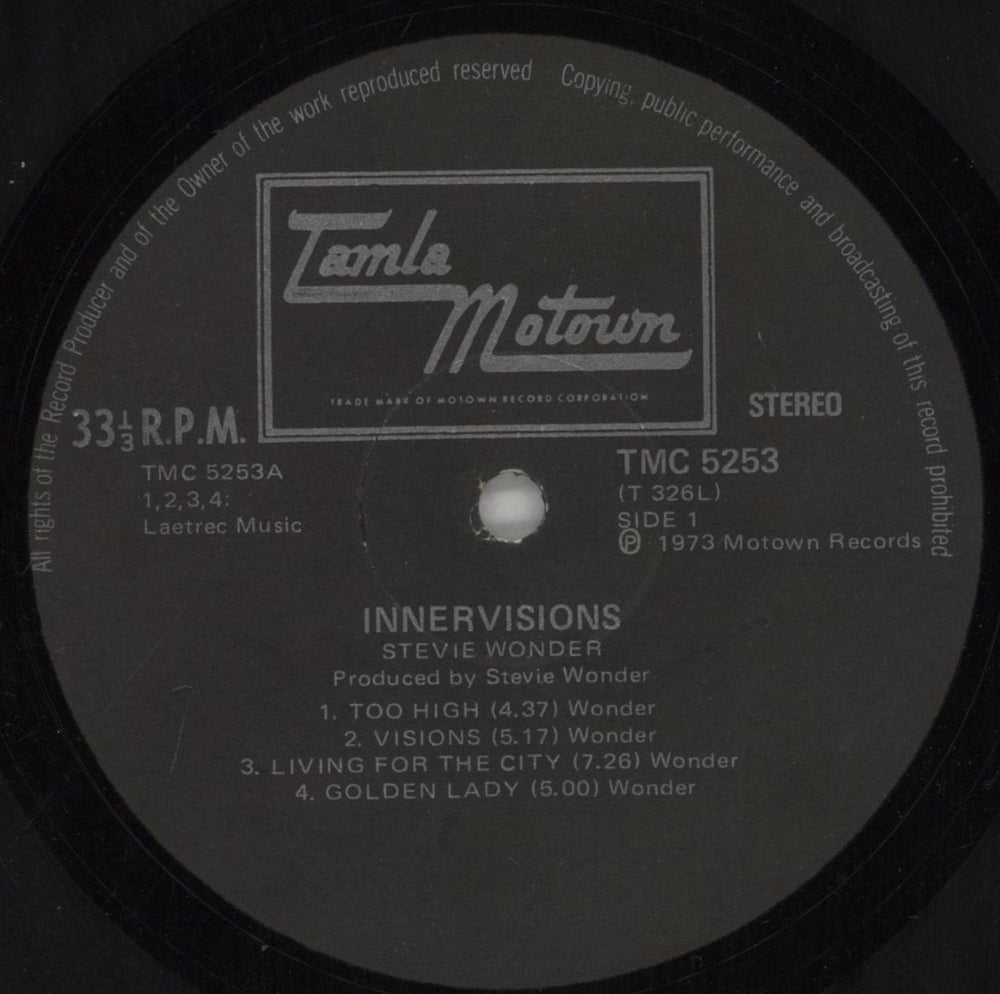 All rights of the Record Producer and of the Owner of the work reproduced reserved Copying, public performance and broadcasting of this record prohibited
Tamla
Motown
TRADE MARK OF MOTOWN RECORD CORPORATION
33⅓ R.P.M.
STEREO
TMC 5253A
1,2,3,4:
Laetrec Music
TMC 5253
(T 326L)
SIDE 1
Ⓟ 1973 Motown Records
INNERVISIONS
STEVIE WONDER
Produced by Stevie Wonder
1. TOO HIGH (4.37) Wonder
2. VISIONS (5.17) Wonder
3. LIVING FOR THE CITY (7.26) Wonder
4. GOLDEN LADY (5.00) Wonder